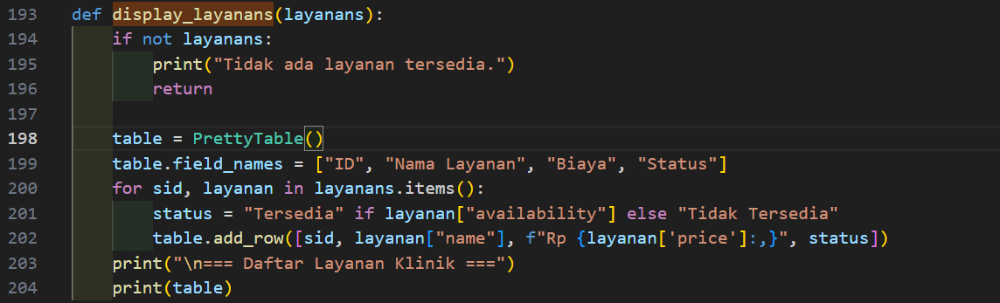 193 def display_layanans(layanans):
194     if not layanans:
195         print("Tidak ada layanan tersedia.")
196         return
197
198     table = PrettyTable()
199     table.field_names = ["ID", "Nama Layanan", "Biaya", "Status"]
200     for sid, layanan in layanans.items():
201         status = "Tersedia" if layanan["availability"] else "Tidak Tersedia"
202         table.add_row([sid, layanan["name"], f"Rp {layanan['price']:,}", status])
203     print("\n=== Daftar Layanan Klinik ===")
204     print(table)